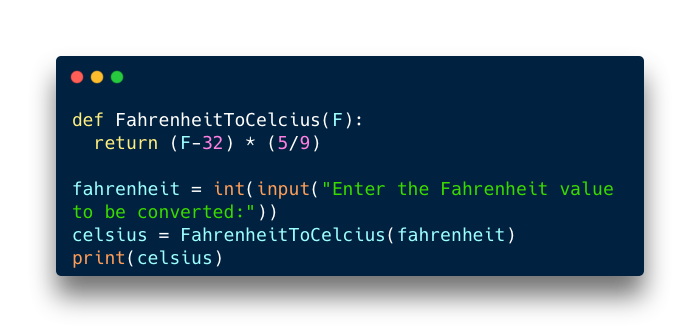 def FahrenheitToCelcius(F):
  return (F-32) * (5/9)

fahrenheit = int(input("Enter the Fahrenheit value
to be converted:"))
celsius = FahrenheitToCelcius(fahrenheit)
print(celsius)